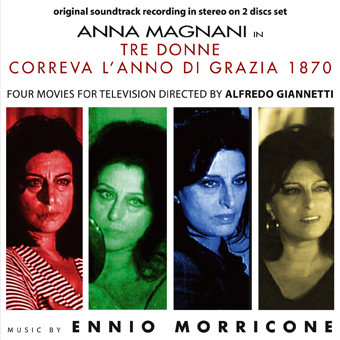 original soundtrack recording in stereo on 2 discs set
ANNA MAGNANI IN
TRE DONNE
CORREVA L'ANNO DI GRAZIA 1870
FOUR MOVIES FOR TELEVISION DIRECTED BY ALFREDO GIANNETTI
MUSIC BY ENNIO MORRICONE